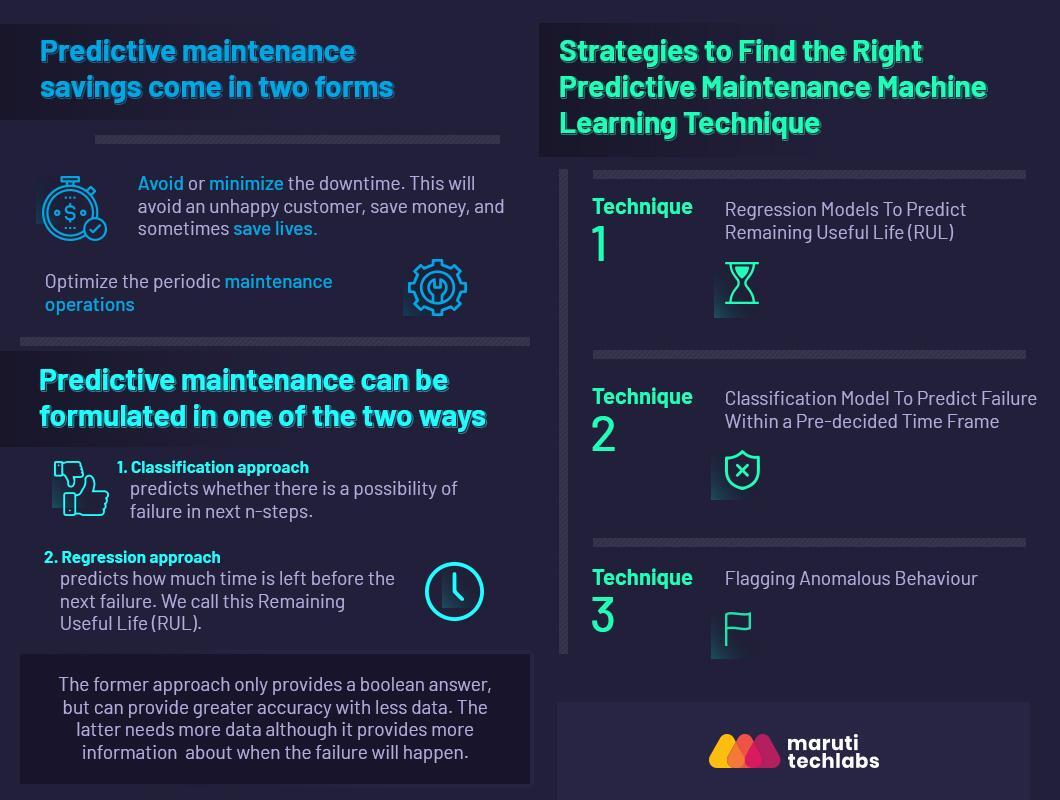 Predictive maintenance
savings come in two forms
Avoid or minimize the downtime. This will
avoid an unhappy customer, save money, and
sometimes save lives.
Optimize the periodic maintenance
operations
Predictive maintenance can be
formulated in one of the two ways
1. Classification approach
predicts whether there is a possibility of
failure in next n-steps.
2. Regression approach
predicts how much time is left before the
next failure. We call this Remaining
Useful Life (RUL).
The former approach only provides a boolean answer,
but can provide greater accuracy with less data. The
latter needs more data although it provides more
information about when the failure will happen.
Strategies to Find the Right
Predictive Maintenance Machine
Learning Technique
Technique
1
Regression Models To Predict
Remaining Useful Life (RUL)
Technique
2
Classification Model To Predict Failure
Within a Pre-decided Time Frame
Technique
3
Flagging Anomalous Behaviour
maruti
techlabs